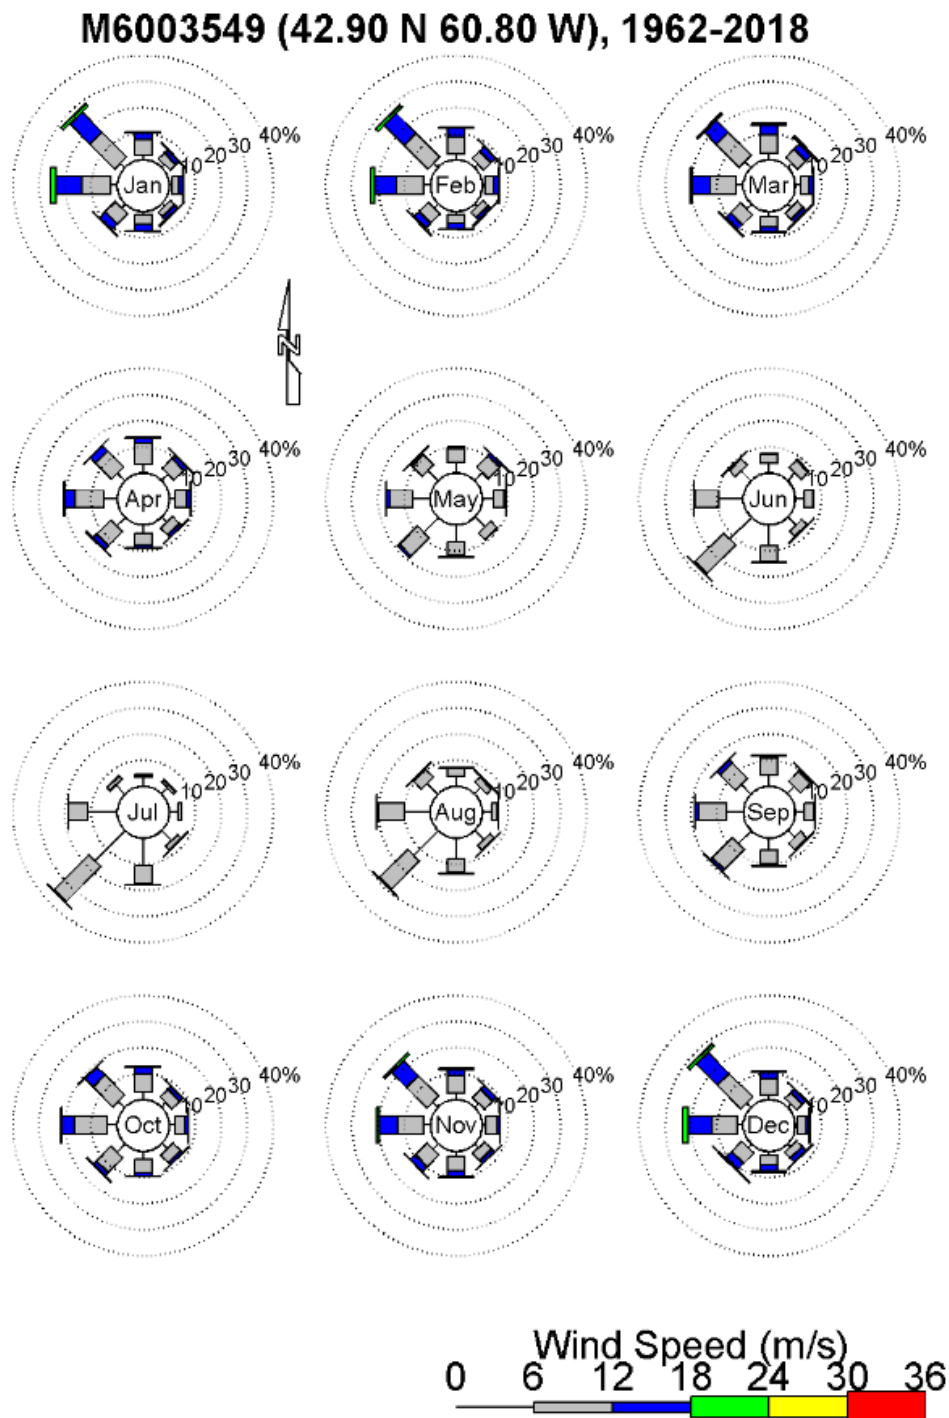 M6003549 (42.90 N 60.80 W), 1962-2018
Jan 10 20 30 40%
Feb 10 20 30 40%
Mar 10 20 30 40%
N
Apr 10 20 30 40%
May 10 20 30 40%
Jun 10 20 30 40%
Jul 10 20 30 40%
Aug 10 20 30 40%
Sep 10 20 30 40%
Oct 10 20 30 40%
Nov 10 20 30 40%
Dec 10 20 30 40%
Wind Speed (m/s)
0 6 12 18 24 30 36